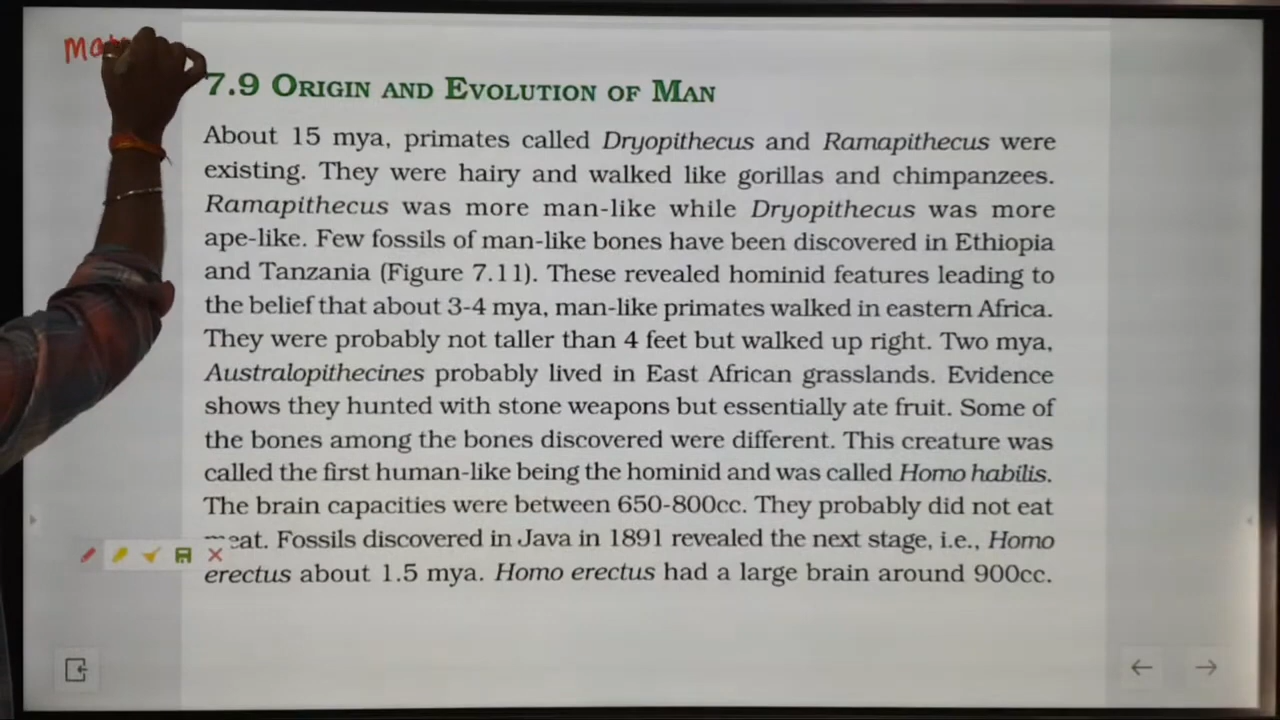 7.9 ORIGIN AND EVOLUTION OF MAN
About 15 mya, primates called Dryopithecus and Ramapithecus were
existing. They were hairy and walked like gorillas and chimpanzees.
Ramapithecus was more man-like while Dryopithecus was more
ape-like. Few fossils of man-like bones have been discovered in Ethiopia
and Tanzania (Figure 7.11). These revealed hominid features leading to
the belief that about 3-4 mya, man-like primates walked in eastern Africa.
They were probably not taller than 4 feet but walked up right. Two mya,
Australopithecines probably lived in East African grasslands. Evidence
shows they hunted with stone weapons but essentially ate fruit. Some of
the bones among the bones discovered were different. This creature was
called the first human-like being the hominid and was called Homo habilis.
The brain capacities were between 650-800cc. They probably did not eat
meat. Fossils discovered in Java in 1891 revealed the next stage, i.e., Homo
erectus about 1.5 mya. Homo erectus had a large brain around 900cc.